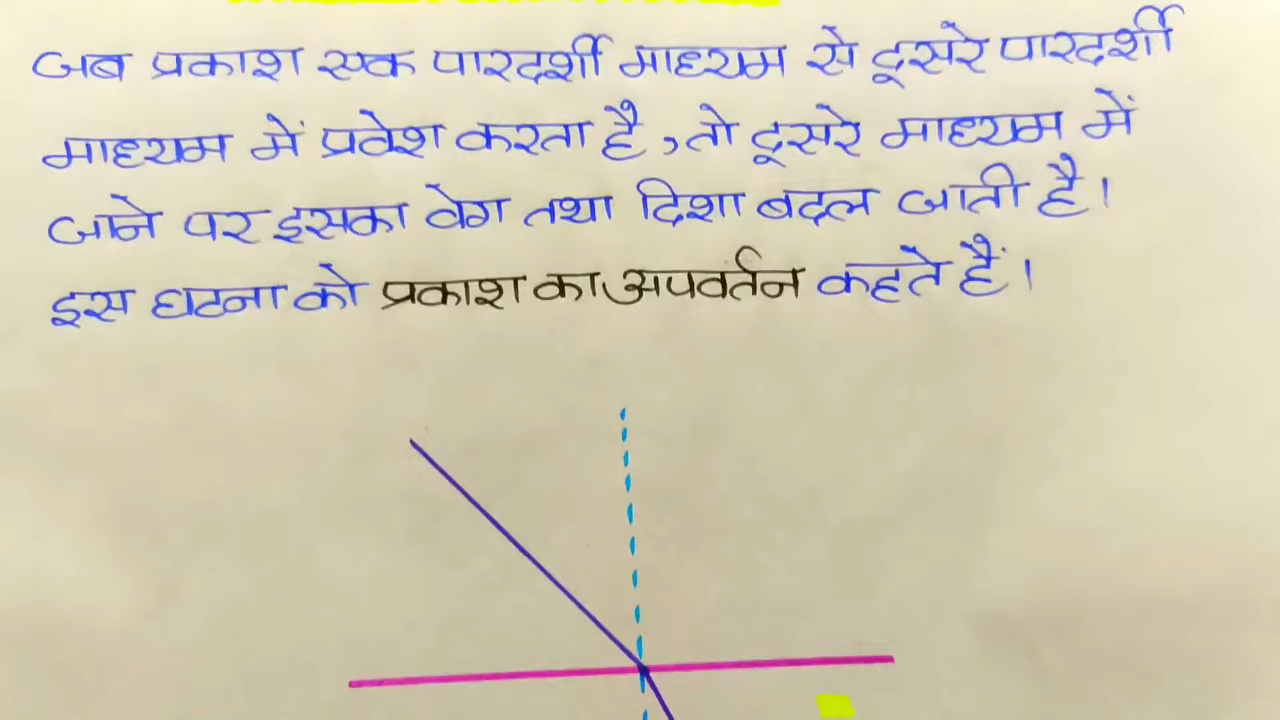 जब प्रकाश एक पारदर्शी माध्यम से दूसरे पारदर्शी
माध्यम में प्रवेश करता है, तो दूसरे माध्यम में
जाने पर इसका वेग तथा दिशा बदल जाती है।
इस घटना को प्रकाश का अपवर्तन कहते हैं।